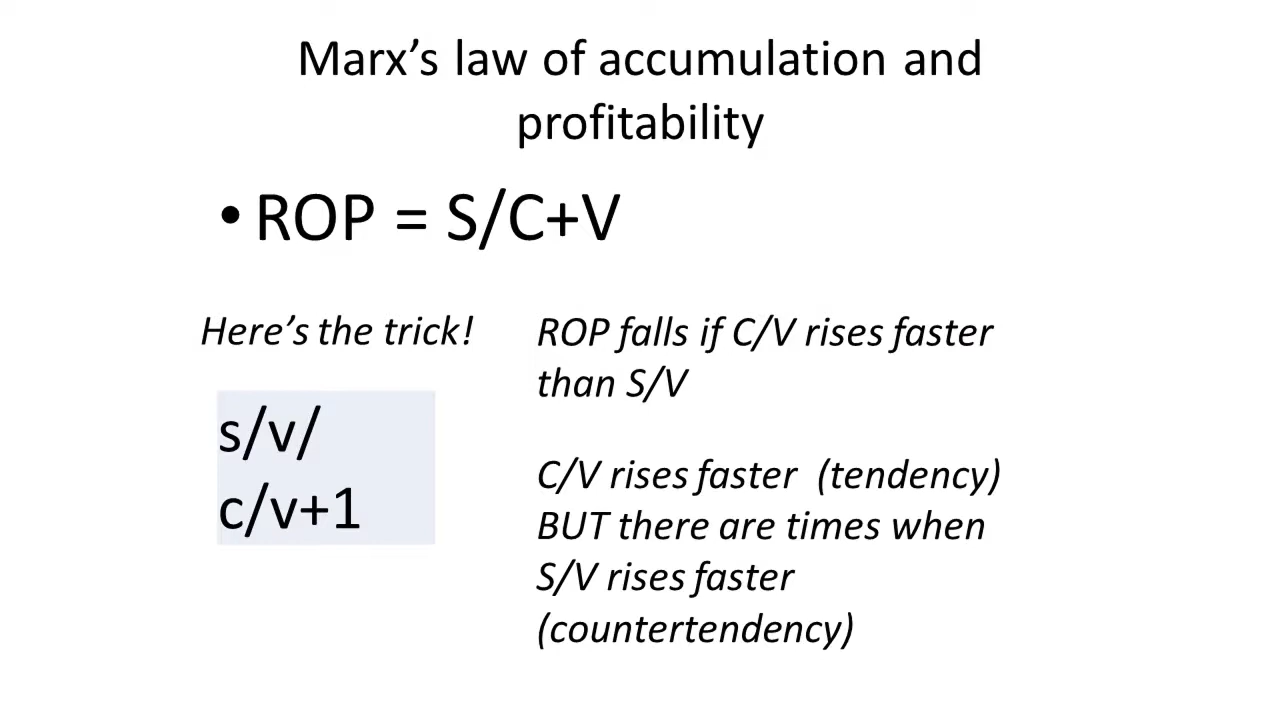 Marx’s law of accumulation and
profitability
• ROP = S/C+V
Here’s the trick!
s/v/
c/v+1
ROP falls if C/V rises faster
than S/V
C/V rises faster  (tendency)
BUT there are times when
S/V rises faster
(countertendency)